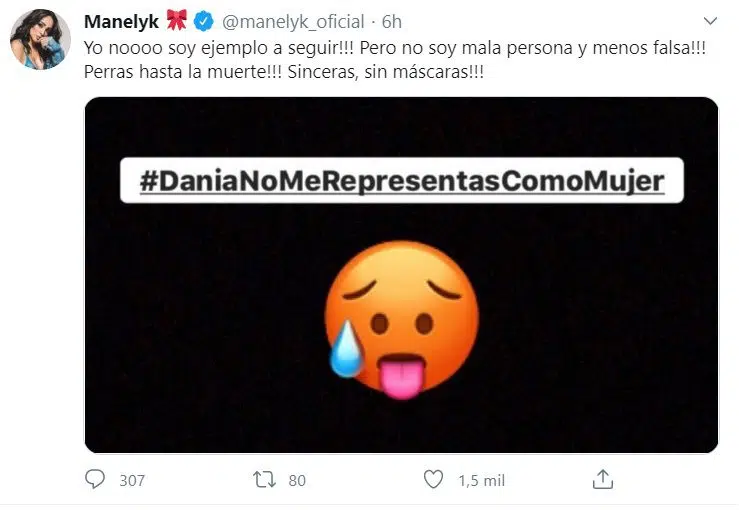 Manelyk 🎀 @manelyk_oficial · 6h
Yo noooo soy ejemplo a seguir!!! Pero no soy mala persona y menos falsa!!!
Perras hasta la muerte!!! Sinceras, sin máscaras!!!
#DaniaNoMeRepresentasComoMujer
307 80 1,5 mil